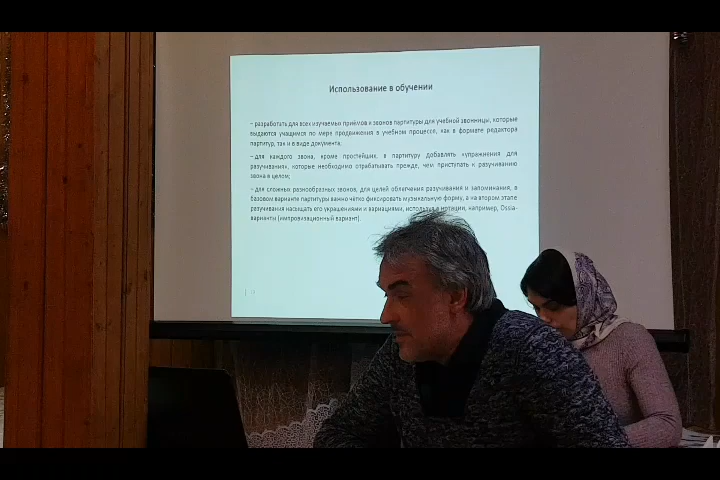 Использование в обучении
– разработать для всех изучаемых приёмов и звонов партитуры для учебной звонницы, которые
выдаются учащимся по мере продвижения в учебном процессе, как в формате редактора
партитур, так и в виде документа;
– для каждого звона, кроме простейших, в партитуру добавлять «упражнения для
разучивания», которые необходимо отрабатывать прежде, чем приступать к разучиванию
звона в целом;
– для сложных разнообразных звонов, для целей облегчения разучивания и запоминания, в
базовом варианте партитуры важно чётко фиксировать музыкальную форму, а на втором этапе
разучивания насыщать его украшениями и вариациями, используя в нотации, например, Ossia-
варианты (импровизационный вариант).